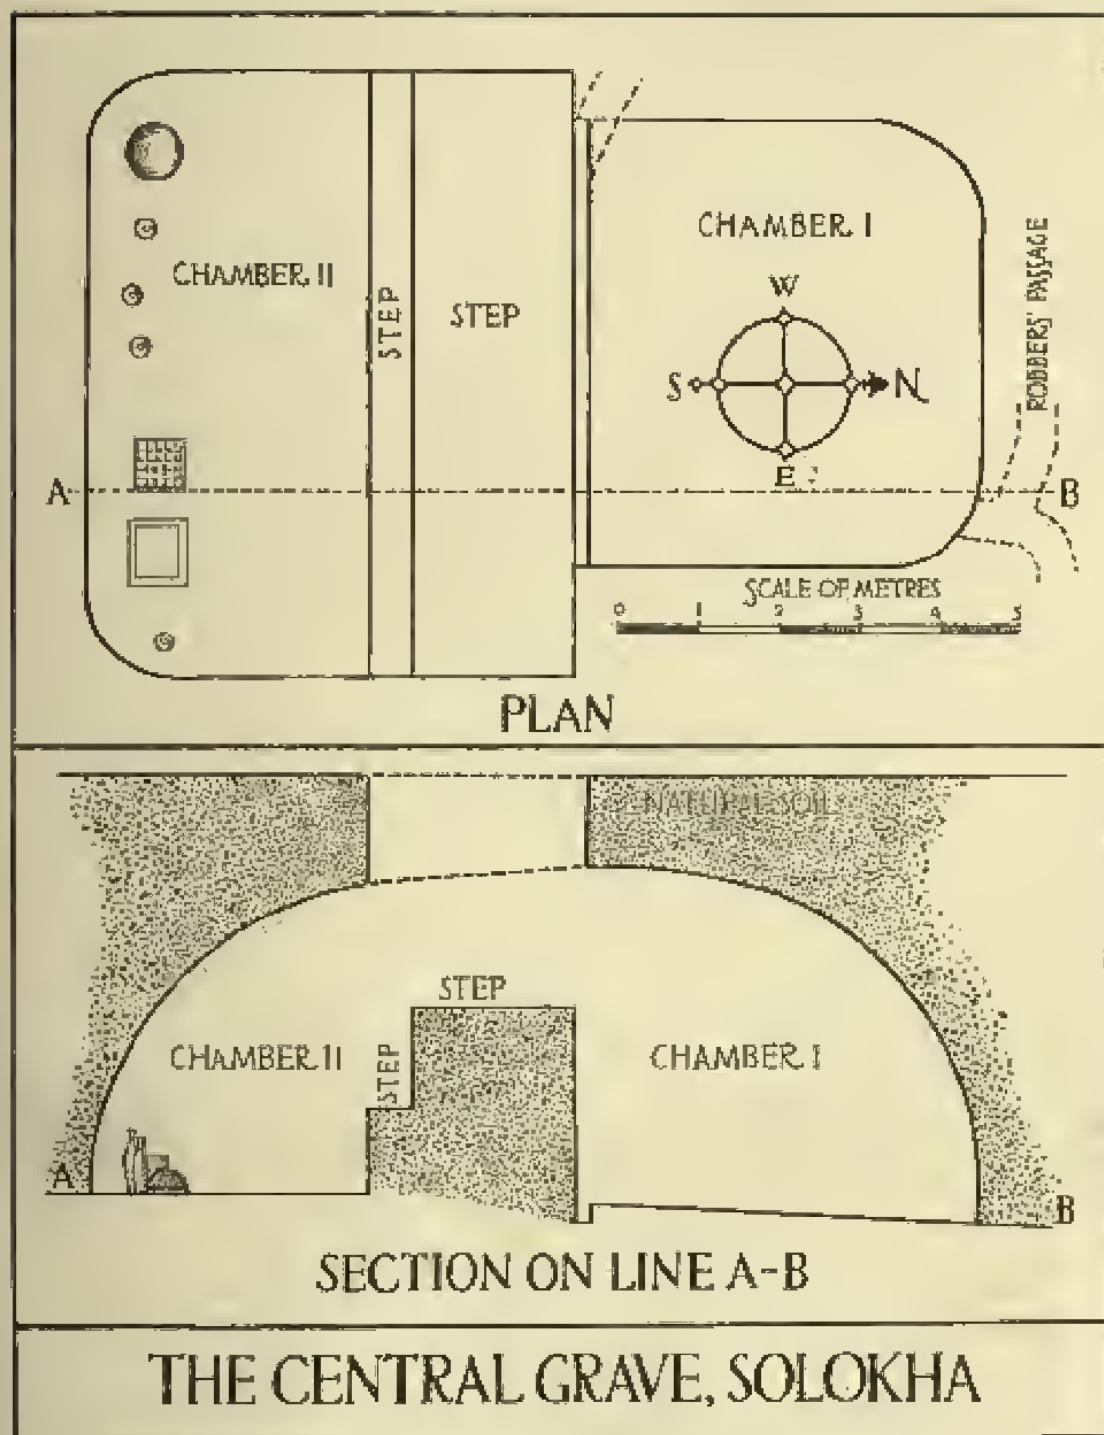 CHAMBER I
ROBBERS' PASSAGE
CHAMBER II
STEP
STEP
W
S
N
E
A
B
SCALE OF METRES
0 1 2 3 4 5
PLAN
NATURAL SOIL
STEP
CHAMBER II
STEP
CHAMBER I
A
B
SECTION ON LINE A-B
THE CENTRAL GRAVE, SOLOKHA